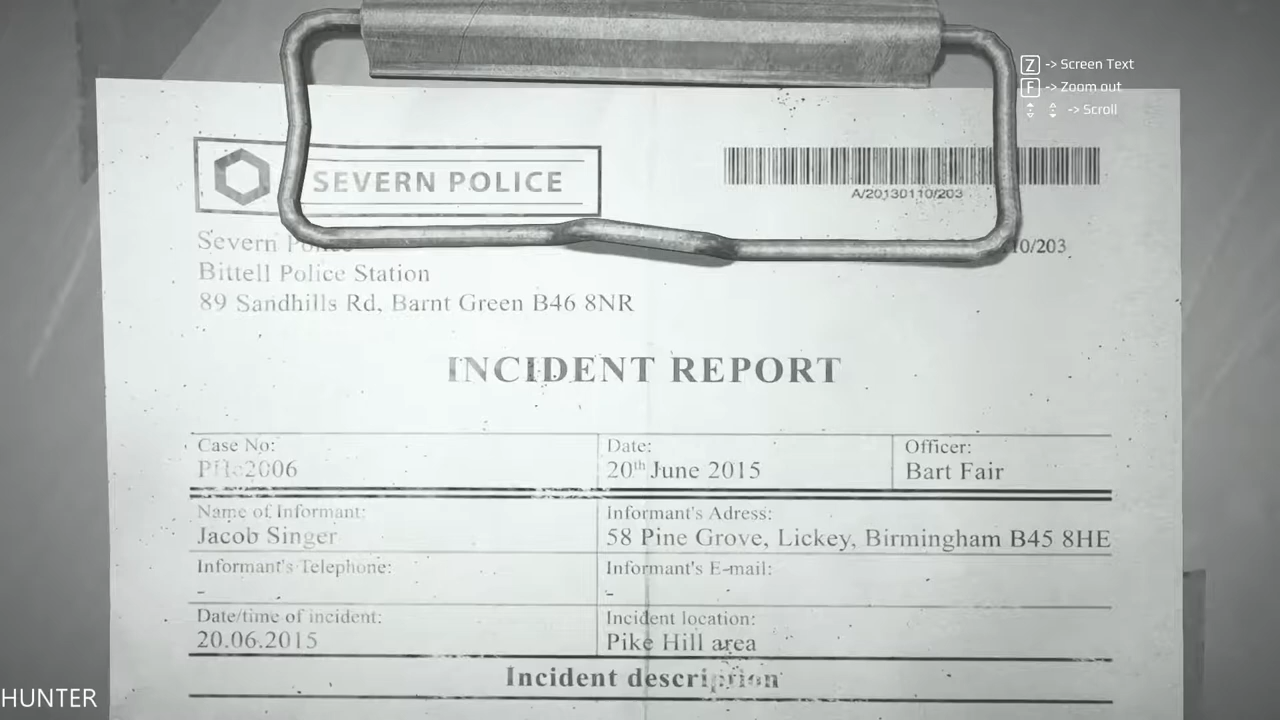 Z -> Screen Text
F -> Zoom out
-> Scroll
SEVERN POLICE
A/20130110/203
Severn
10/203
Bittell Police Station
89 Sandhills Rd, Barnt Green B46 8NR
INCIDENT REPORT
Case No:
Date:
Officer:
2006
20th June 2015
Bart Fair
Name of Informant:
Informant's Adress:
Jacob Singer
58 Pine Grove, Lickey, Birmingham B45 8HE
Informant's Telephone:
Informant's E-mail:
-
-
Date/time of incident:
Incident location:
20.06.2015
Pike Hill area
Incident description
HUNTER